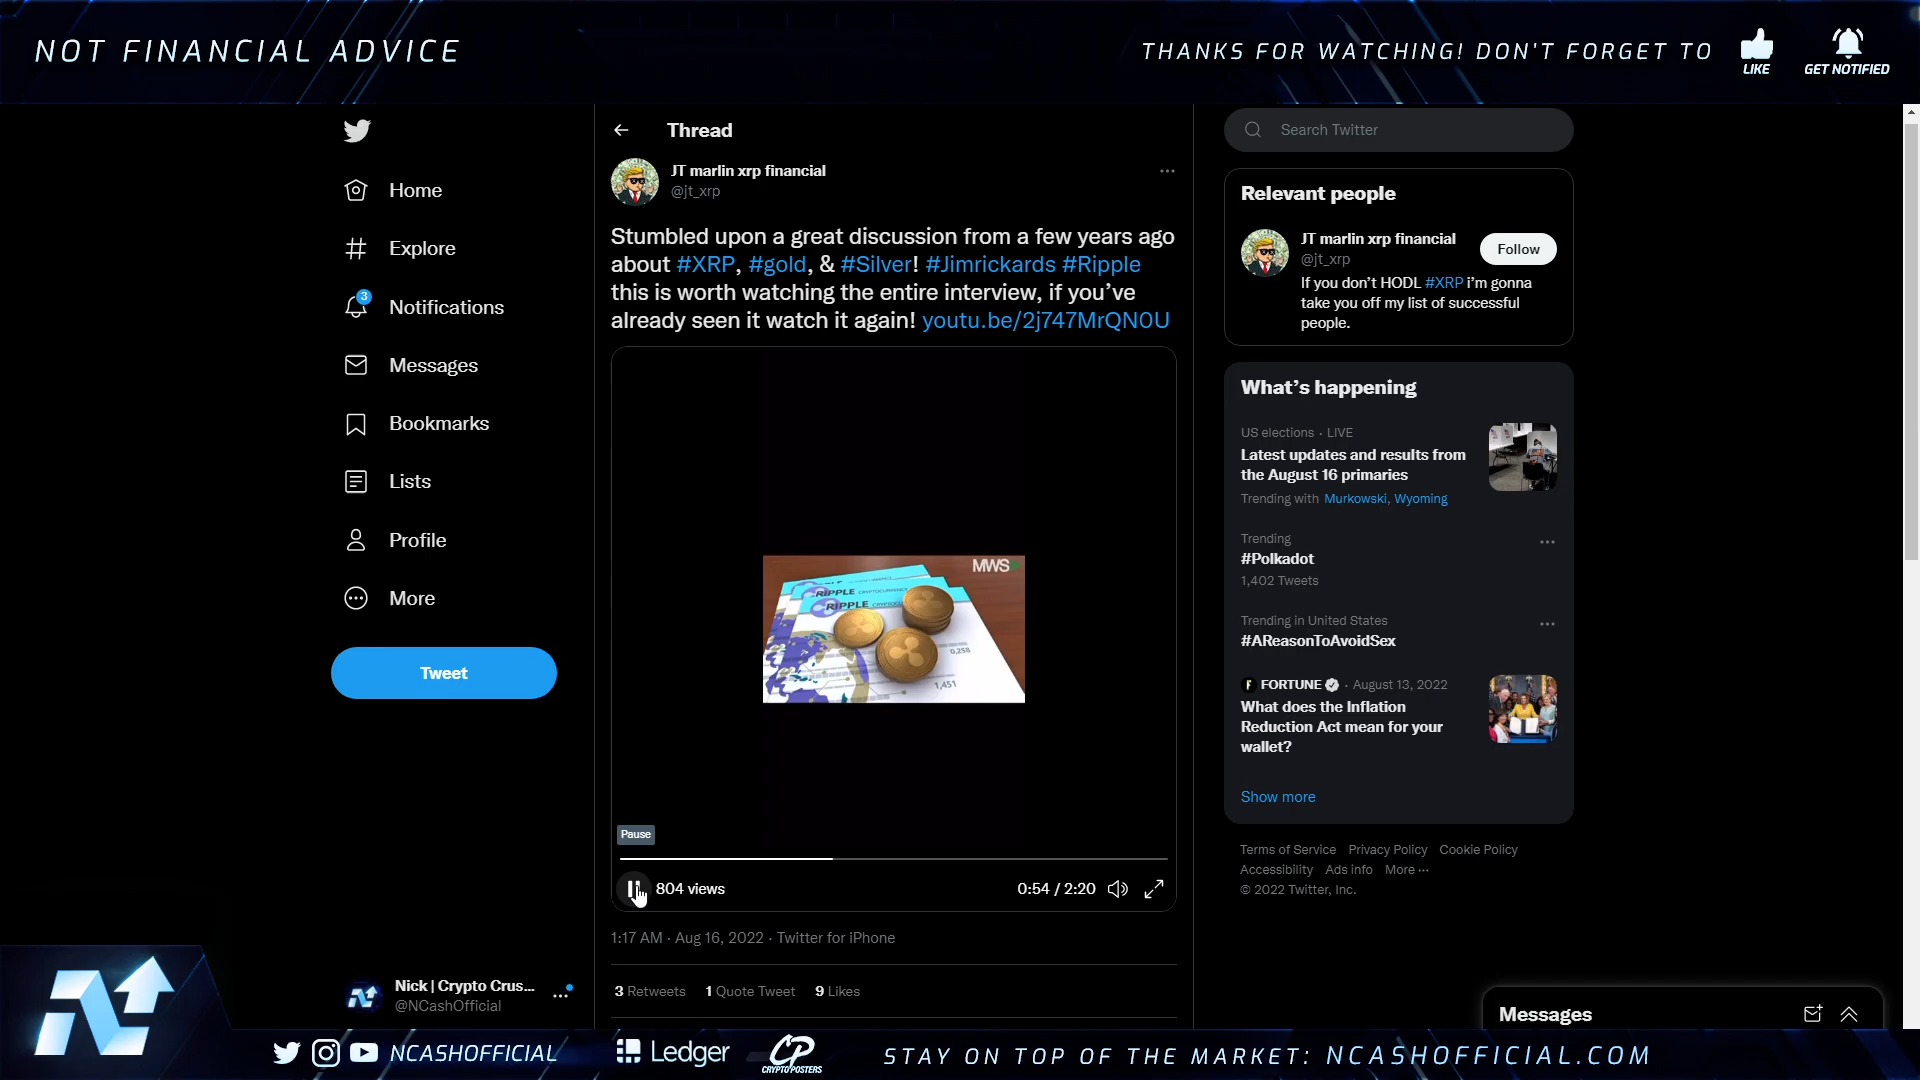 NOT FINANCIAL ADVICE
THANKS FOR WATCHING! DON'T FORGET TO
LIKE
GET NOTIFIED
Home
Explore
3
Notifications
Messages
Bookmarks
Lists
Profile
More
Tweet
Nick | Crypto Crus...
@NCashOfficial
Thread
JT marlin xrp financial
@jt_xrp
Stumbled upon a great discussion from a few years ago
about #XRP, #gold, & #Silver! #Jimrickards #Ripple
this is worth watching the entire interview, if you’ve
already seen it watch it again! youtu.be/2j747MrQN0U
MWS
RIPPLE CRYPTOCURRENCY
RIPPLE
0,258
1,451
Pause
804 views
0:54 / 2:20
1:17 AM · Aug 16, 2022 · Twitter for iPhone
3 Retweets 1 Quote Tweet 9 Likes
Search Twitter
Relevant people
JT marlin xrp financial
@jt_xrp
Follow
If you don’t HODL #XRP i’m gonna
take you off my list of successful
people.
What’s happening
US elections · LIVE
Latest updates and results from
the August 16 primaries
Trending with Murkowski, Wyoming
Trending
#Polkadot
1,402 Tweets
Trending in United States
#AReasonToAvoidSex
FORTUNE · August 13, 2022
What does the Inflation
Reduction Act mean for your
wallet?
Show more
Terms of Service Privacy Policy Cookie Policy
Accessibility Ads info More ...
© 2022 Twitter, Inc.
Messages
NCASHOFFICIAL
Ledger
CP
CRYPTO POSTERS
STAY ON TOP OF THE MARKET: NCASHOFFICIAL.COM